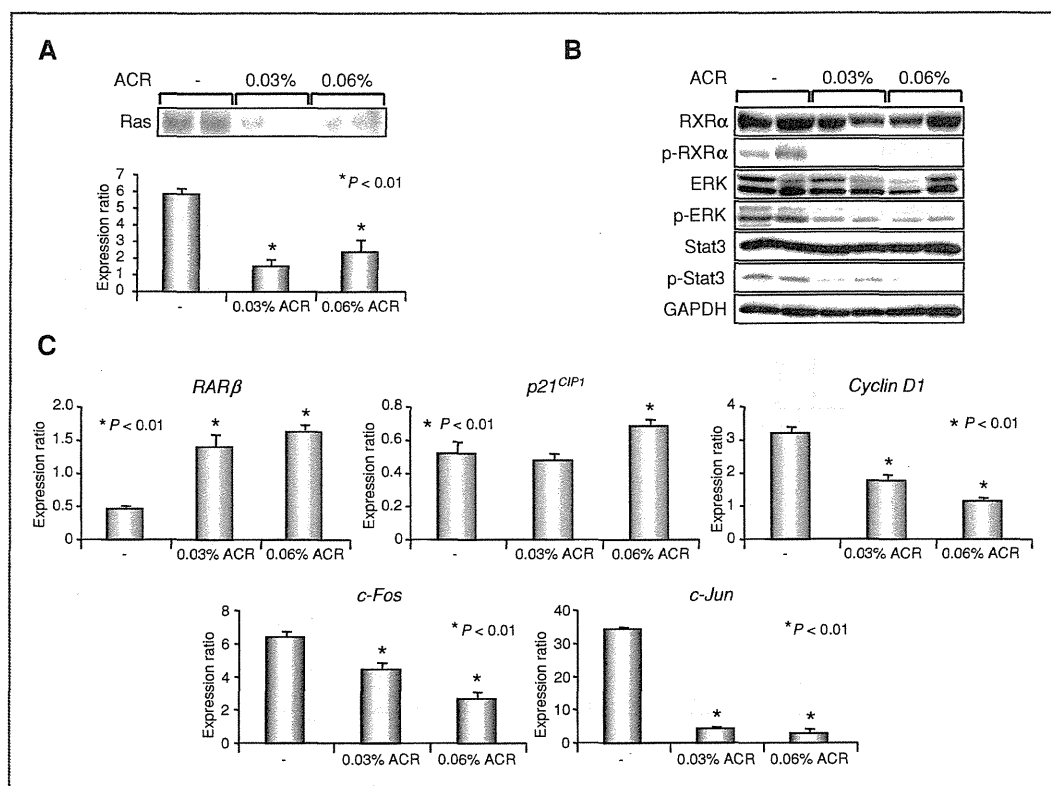 A
ACR - 0.03% 0.06%
Ras
Expression ratio
7
6
5
4
3
2
1
0
* P < 0.01
*
*
- 0.03% ACR 0.06% ACR
B
ACR - 0.03% 0.06%
RXRα
p-RXRα
ERK
p-ERK
Stat3
p-Stat3
GAPDH
C
RARβ
Expression ratio
2.0
1.5
1.0
0.5
0
* P < 0.01
*
*
- 0.03% ACR 0.06% ACR
p21CIP1
Expression ratio
0.8
0.6
0.4
0.2
0
* P < 0.01
*
- 0.03% ACR 0.06% ACR
Cyclin D1
Expression ratio
4
3
2
1
0
* P < 0.01
*
*
- 0.03% ACR 0.06% ACR
c-Fos
Expression ratio
8
6
4
2
0
* P < 0.01
*
*
- 0.03% ACR 0.06% ACR
c-Jun
Expression ratio
40
30
20
10
0
* P < 0.01
*
*
- 0.03% ACR 0.06% ACR